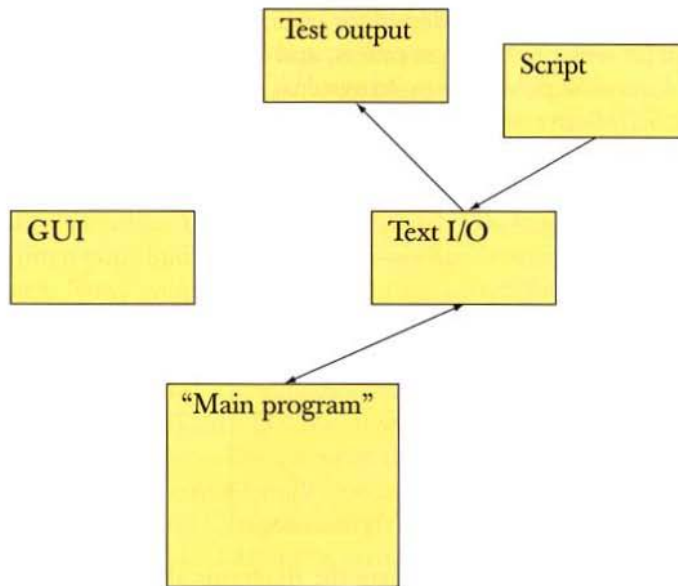 Test output
Script
GUI
Text I/O
“Main program”